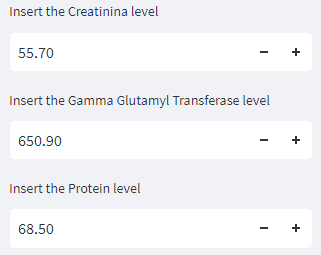 Insert the Creatinina level
55.70
Insert the Gamma Glutamyl Transferase level
650.90
Insert the Protein level
68.50